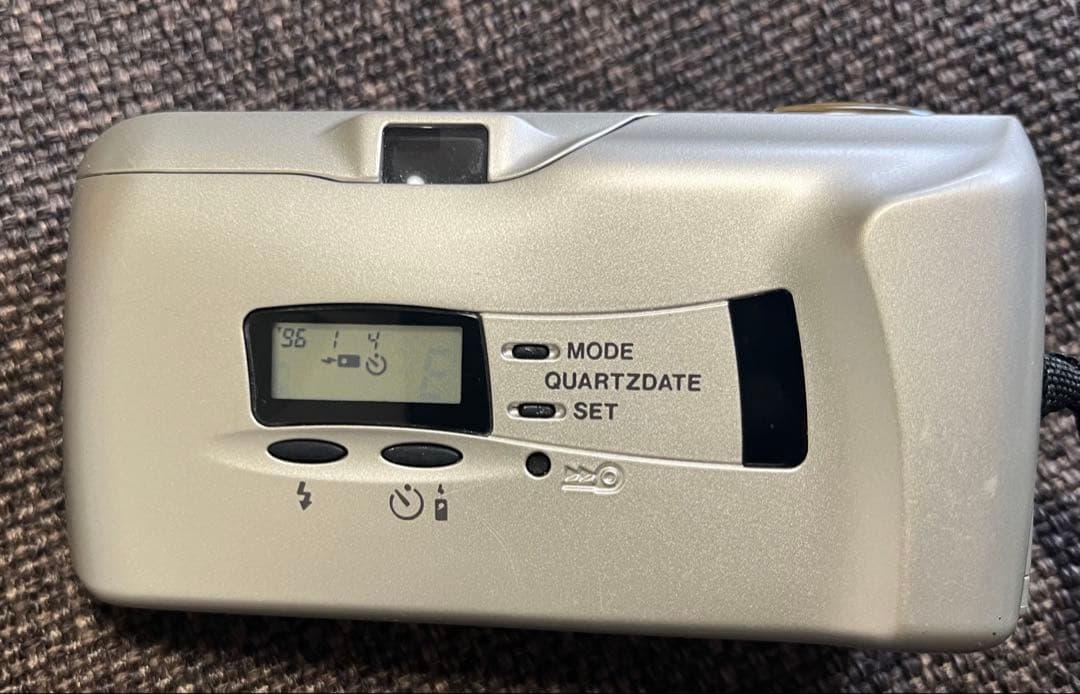 '96 1 4
MODE
QUARTZDATE
SET